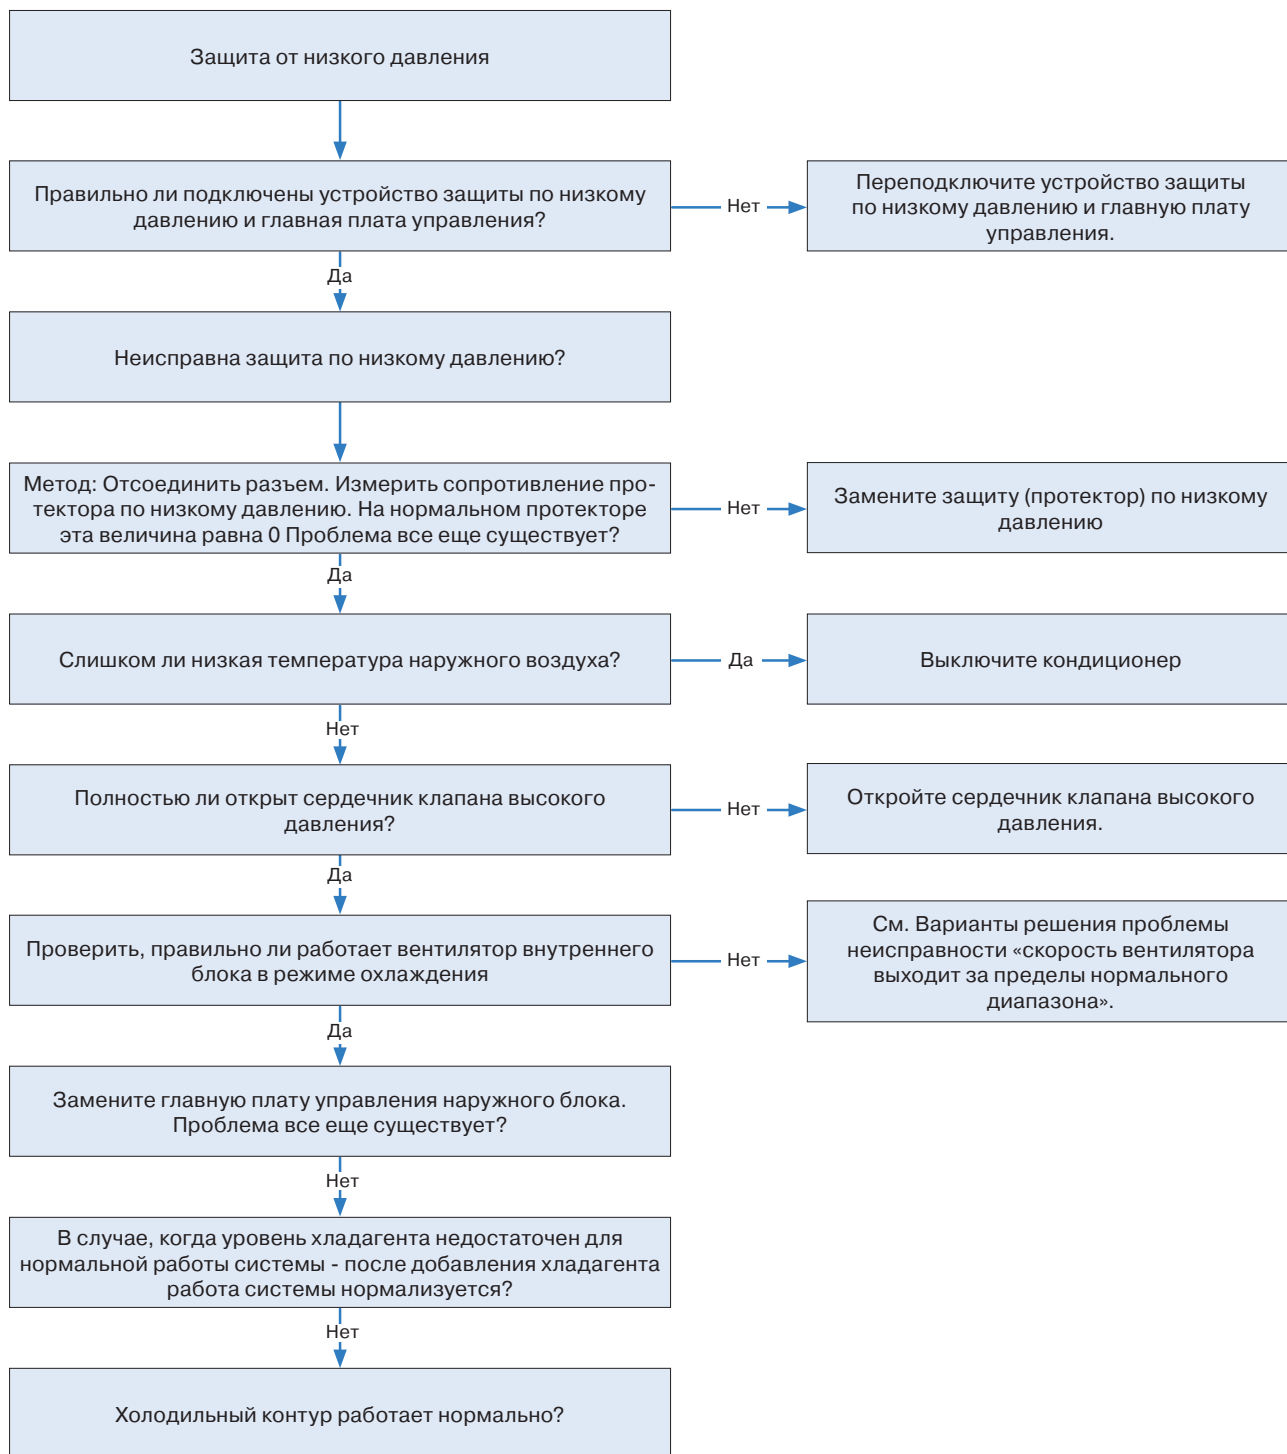 Защита от низкого давления
Правильно ли подключены устройство защиты по низкому
давлению и главная плата управления?
Нет
Переподключите устройство защиты
по низкому давлению и главную плату
управления.
Да
Неисправна защита по низкому давлению?
Метод: Отсоединить разъем. Измерить сопротивление про-
тектора по низкому давлению. На нормальном протекторе
эта величина равна 0 Проблема все еще существует?
Нет
Замените защиту (протектор) по низкому
давлению
Да
Слишком ли низкая температура наружного воздуха?
Да
Выключите кондиционер
Нет
Полностью ли открыт сердечник клапана высокого
давления?
Нет
Откройте сердечник клапана высокого
давления.
Да
Проверить, правильно ли работает вентилятор внутреннего
блока в режиме охлаждения
Нет
См. Варианты решения проблемы
неисправности «скорость вентилятора
выходит за пределы нормального
диапазона».
Да
Замените главную плату управления наружного блока.
Проблема все еще существует?
Нет
В случае, когда уровень хладагента недостаточен для
нормальной работы системы - после добавления хладагента
работа системы нормализуется?
Нет
Холодильный контур работает нормально?